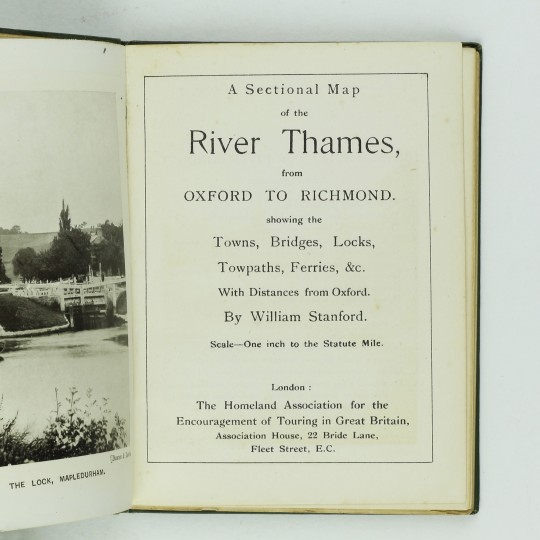 THE LOCK, MAPLEDURHAM.
A Sectional Map
of the
River Thames,
from
OXFORD TO RICHMOND.
showing the
Towns, Bridges, Locks,
Towpaths, Ferries, &c.
With Distances from Oxford.
By William Stanford.
Scale—One inch to the Statute Mile.
London :
The Homeland Association for the
Encouragement of Touring in Great Britain,
Association House, 22 Bride Lane,
Fleet Street, E.C.